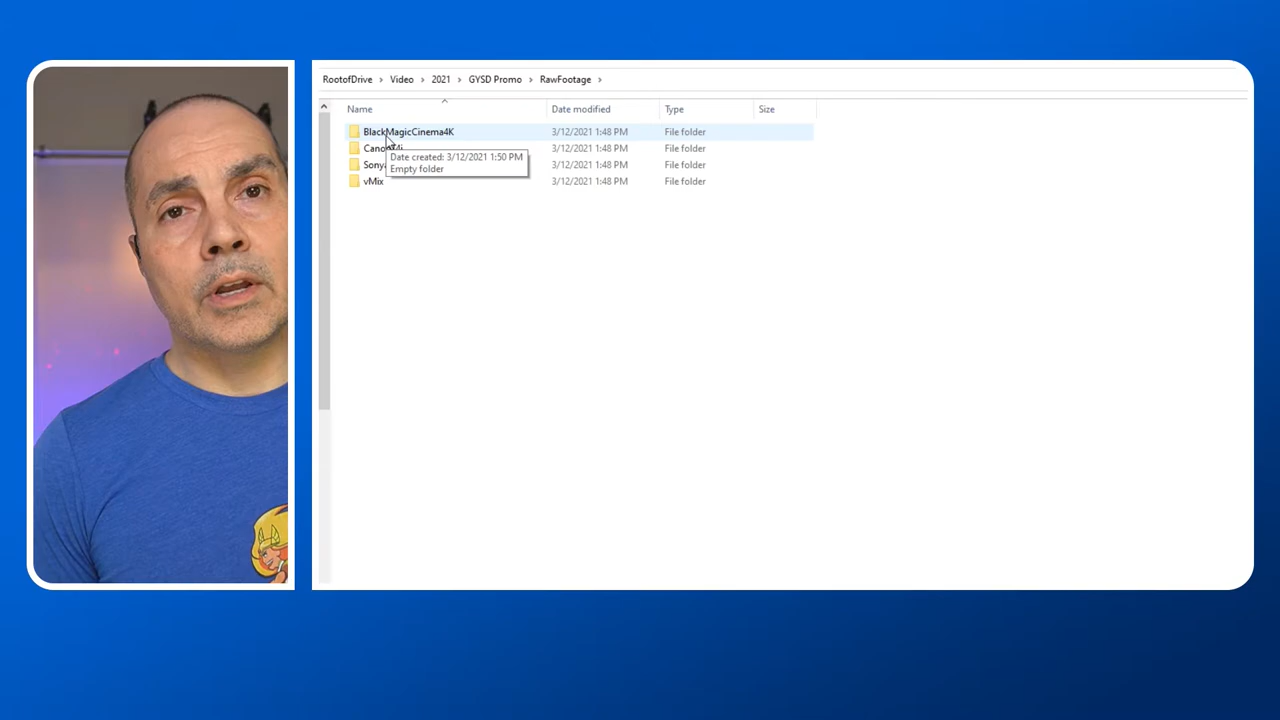 RootofDrive > Video > 2021 > GYSD Promo > RawFootage >
Name Date modified Type Size
BlackMagicCinema4K 3/12/2021 1:48 PM File folder
3/12/2021 1:48 PM File folder
Date created: 3/12/2021 1:50 PM
Sony 3/12/2021 1:48 PM File folder
Empty folder
vMix 3/12/2021 1:48 PM File folder